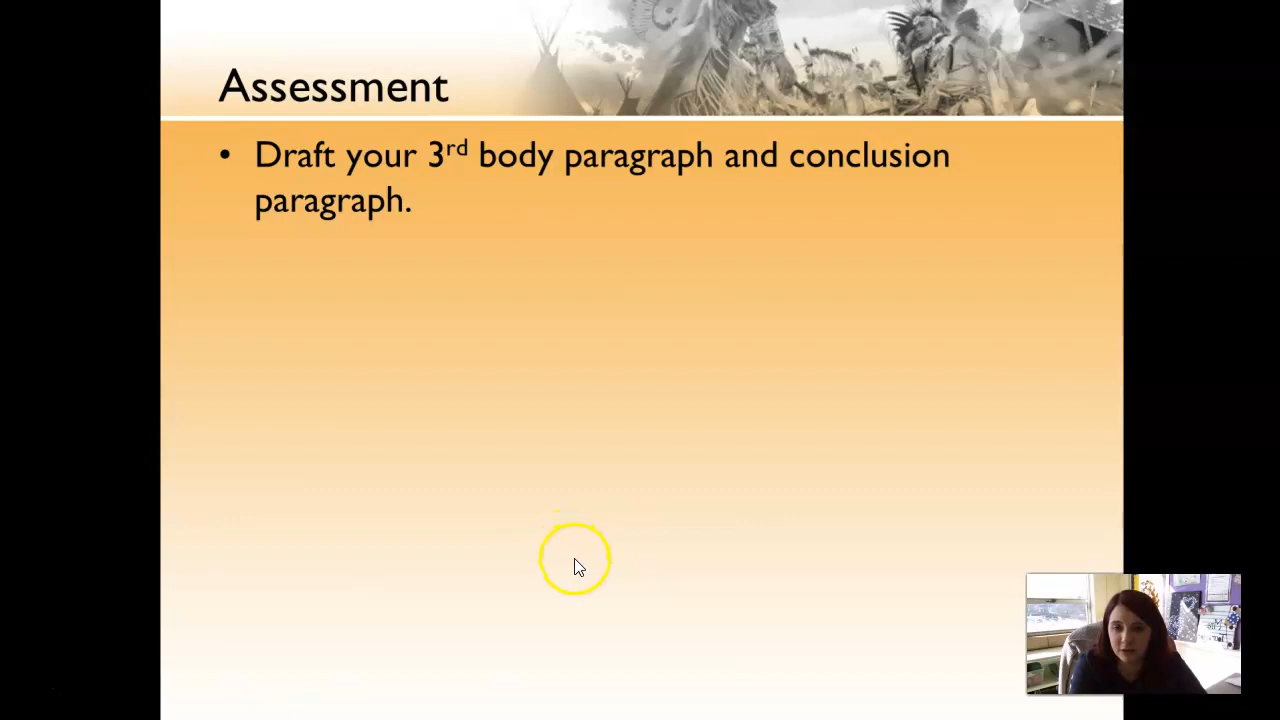 Assessment
• Draft your 3rd body paragraph and conclusion
paragraph.